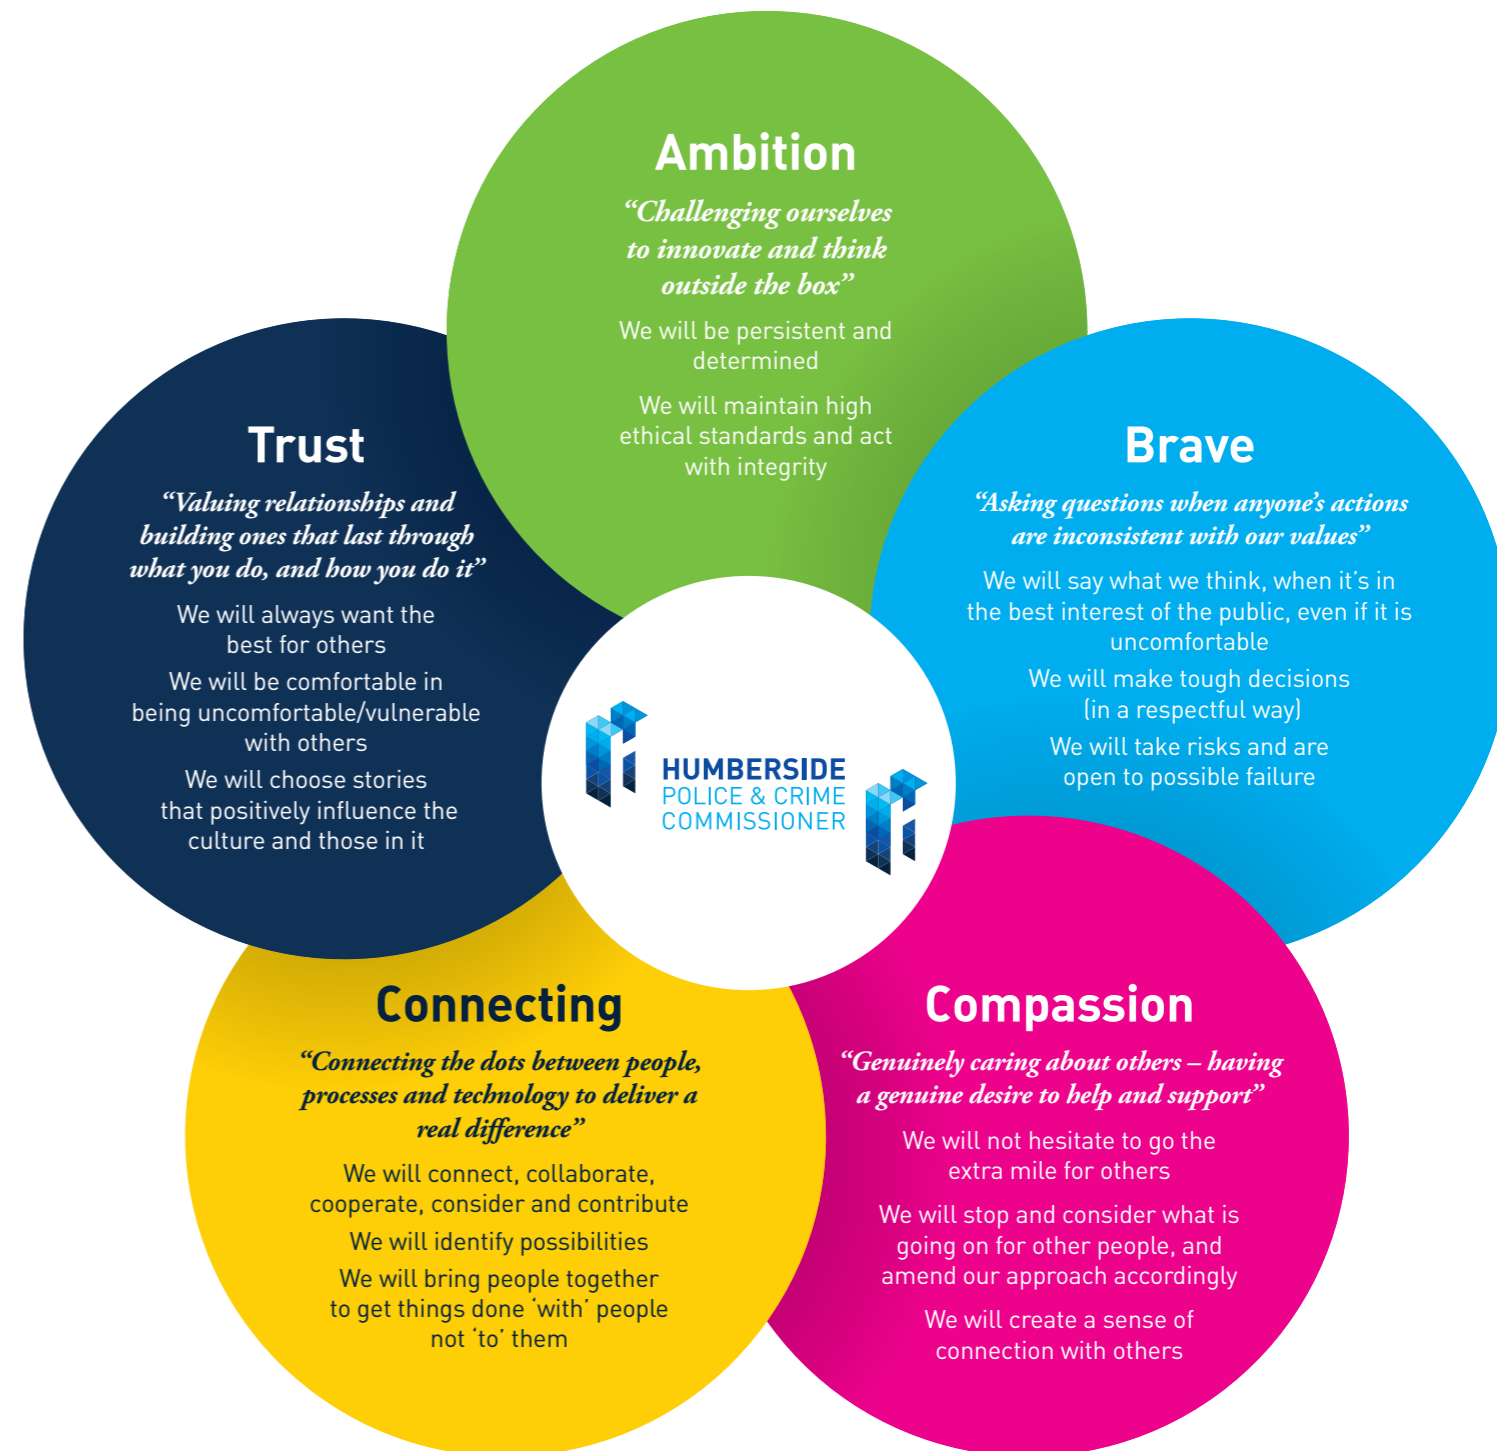 Ambition
“Challenging ourselves
to innovate and think
outside the box”
We will be persistent and
determined
We will maintain high
ethical standards and act
with integrity
Brave
“Asking questions when anyone’s actions
are inconsistent with our values”
We will say what we think, when it’s in
the best interest of the public, even if it is
uncomfortable
We will make tough decisions
(in a respectful way)
We will take risks and are
open to possible failure
Compassion
“Genuinely caring about others – having
a genuine desire to help and support”
We will not hesitate to go the
extra mile for others
We will stop and consider what is
going on for other people, and
amend our approach accordingly
We will create a sense of
connection with others
Connecting
“Connecting the dots between people,
processes and technology to deliver a
real difference”
We will connect, collaborate,
cooperate, consider and contribute
We will identify possibilities
We will bring people together
to get things done ‘with’ people
not ‘to’ them
Trust
“Valuing relationships and
building ones that last through
what you do, and how you do it”
We will always want the
best for others
We will be comfortable in
being uncomfortable/vulnerable
with others
We will choose stories
that positively influence the
culture and those in it
HUMBERSIDE
POLICE & CRIME
COMMISSIONER